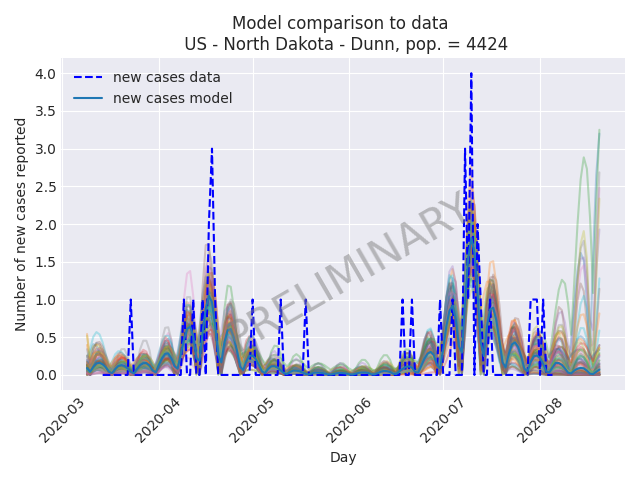 Model comparison to data
US - North Dakota - Dunn, pop. = 4424
4.0
3.5
3.0
2.5
2.0
1.5
1.0
0.5
0.0
Number of new cases reported
new cases data
new cases model
PRELIMINARY
2020-03
2020-04
2020-05
2020-06
2020-07
2020-08
Day